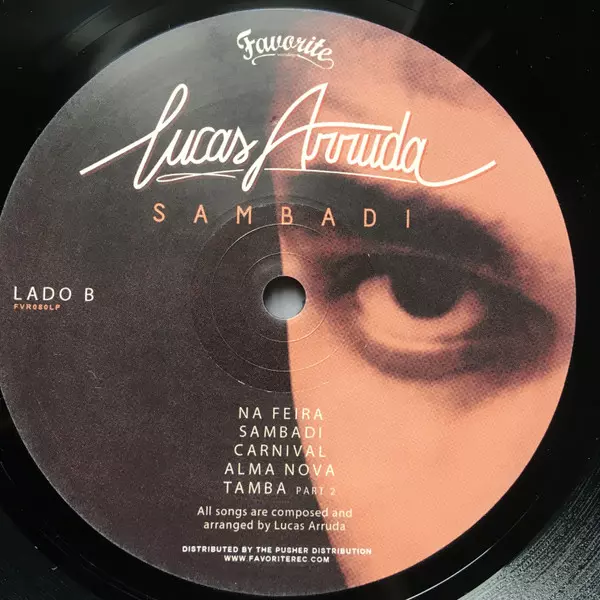 Favorite
Lucas Arruda
SAMBADI
LADO B
FVR080LP
NA FEIRA
SAMBADI
CARNIVAL
ALMA NOVA
TAMBA PART 2
All songs are composed and
arranged by Lucas Arruda
DISTRIBUTED BY THE PUSHER DISTRIBUTION
WWW.FAVORITEREC.COM